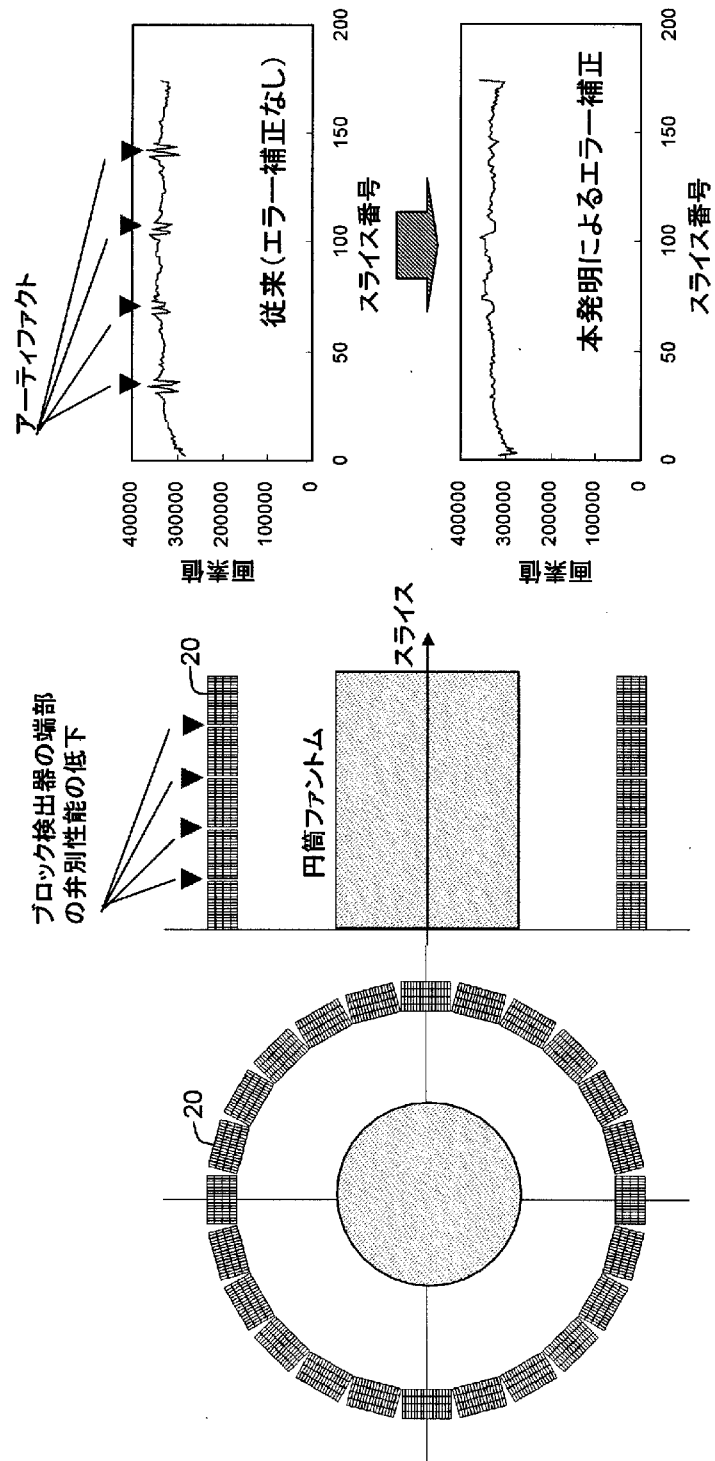 20
ブロック検出器の端部
の弁別性能の低下
20
円筒ファントム
スライス
アーティファクト
画素値
400000
300000
200000
100000
0
従来(エラー補正なし)
0
50
100
150
200
スライス番号
画素値
400000
300000
200000
100000
0
本発明によるエラー補正
0
50
100
150
200
スライス番号